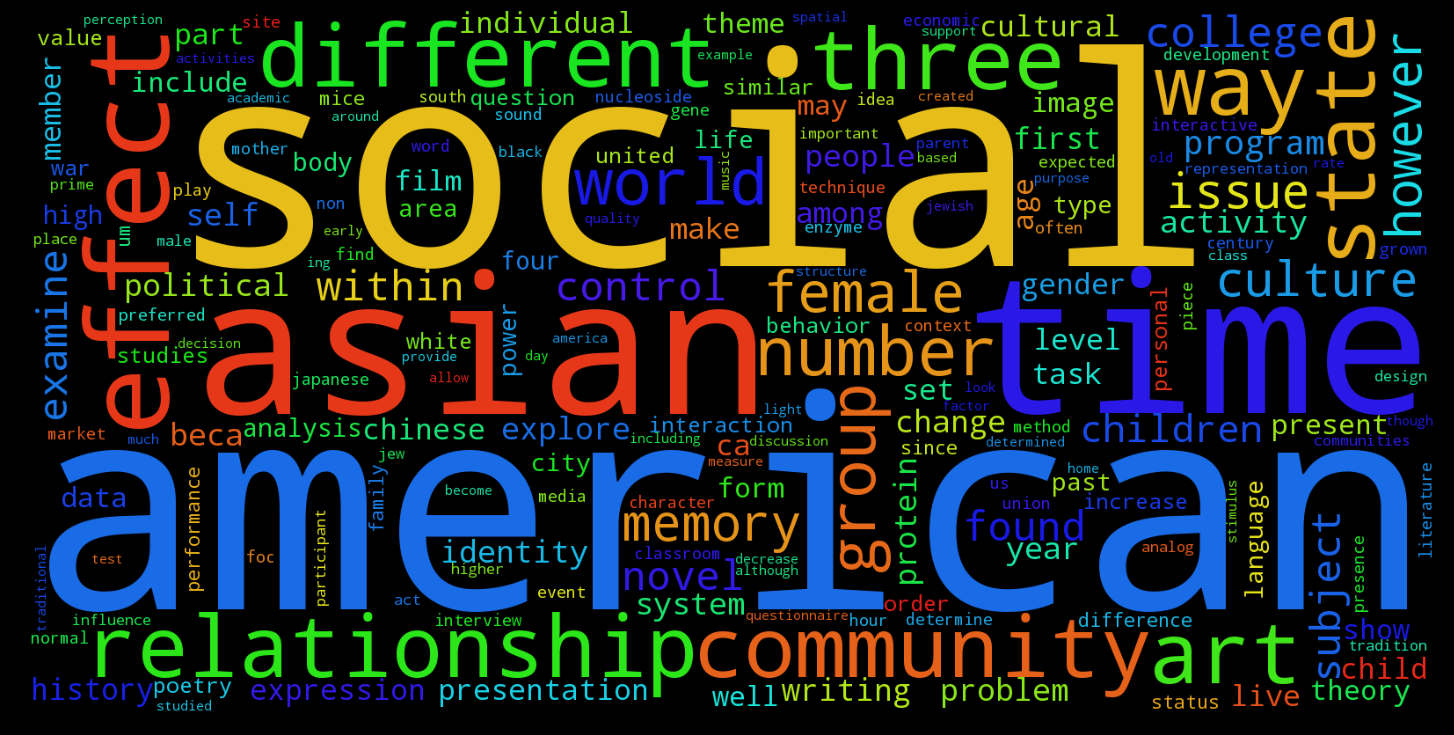 perception
site
individual
theme
spatial
economic
support
cultural
college
value
part
activities
different
example
three
development
way
state
however
effect
include
member
academic
mice
around
south
question
sound
nucleoside
similar
gene
may
idea
created
image
interactive
program
social
mother
body
word
black
united
life
important
people
parent
based
first
expected
representation
old
rate
war
prime
play
non
film
area
world
music
technique
purpose
type
issue
high
self
quality
make
among
enzyme
jewish
age
often
activity
place
um
male
early
find
ing
four
century
class
grown
examine
political
within
control
structure
female
gender
culture
preferred
asian
white
power
america
behavior
context
number
time
personal
piece
level
task
studies
decision
provide
day
japanese
allow
set
look
factor
design
market
much
beca
analysis
chinese
explore
interaction
including
light
ca
discussion
group
change
since
method
determined
children
present
though
communities
american
data
jew
family
city
measure
form
protein
home
us
past
union
increase
stimulus
language
literature
performance
become
media
character
memory
found
year
analog
subject
presence
traditional
test
foc
participant
identity
higher
classroom
decrease
although
novel
act
event
system
order
influence
interview
questionnaire
hour
determine
difference
normal
relationship
community
art
show
tradition
child
history
poetry
studied
expression
presentation
well
writing
problem
status
live
theory